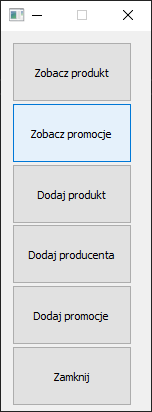 Zobacz produkt
Zobacz promocje
Dodaj produkt
Dodaj producenta
Dodaj promocje
Zamknij